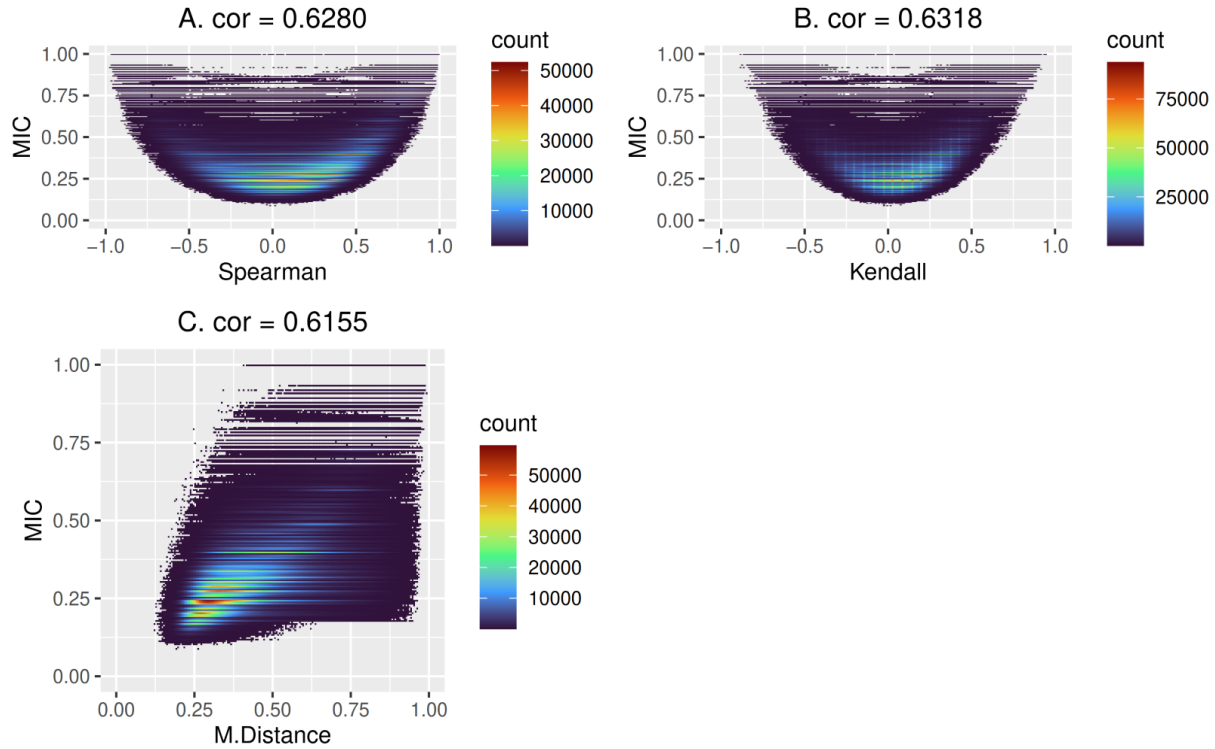 A. cor = 0.6280
MIC
1.00
0.75
0.50
0.25
0.00
−1.0 −0.5 0.0 0.5 1.0
Spearman
count
50000
40000
30000
20000
10000
B. cor = 0.6318
MIC
1.00
0.75
0.50
0.25
0.00
−1.0 −0.5 0.0 0.5 1.0
Kendall
count
75000
50000
25000
C. cor = 0.6155
MIC
1.00
0.75
0.50
0.25
0.00
0.00 0.25 0.50 0.75 1.00
M.Distance
count
50000
40000
30000
20000
10000